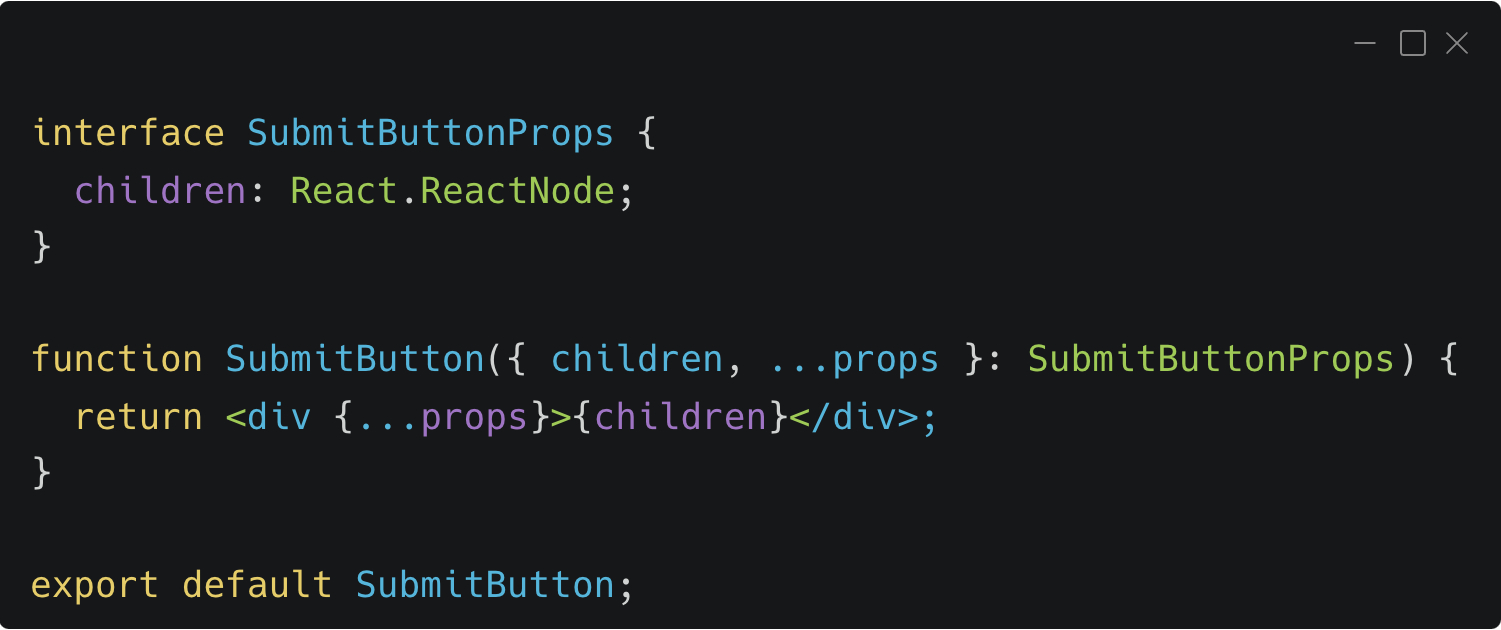 interface SubmitButtonProps {
  children: React.ReactNode;
}

function SubmitButton({ children, ...props }: SubmitButtonProps) {
  return <div {...props}>{children}</div>;
}

export default SubmitButton;